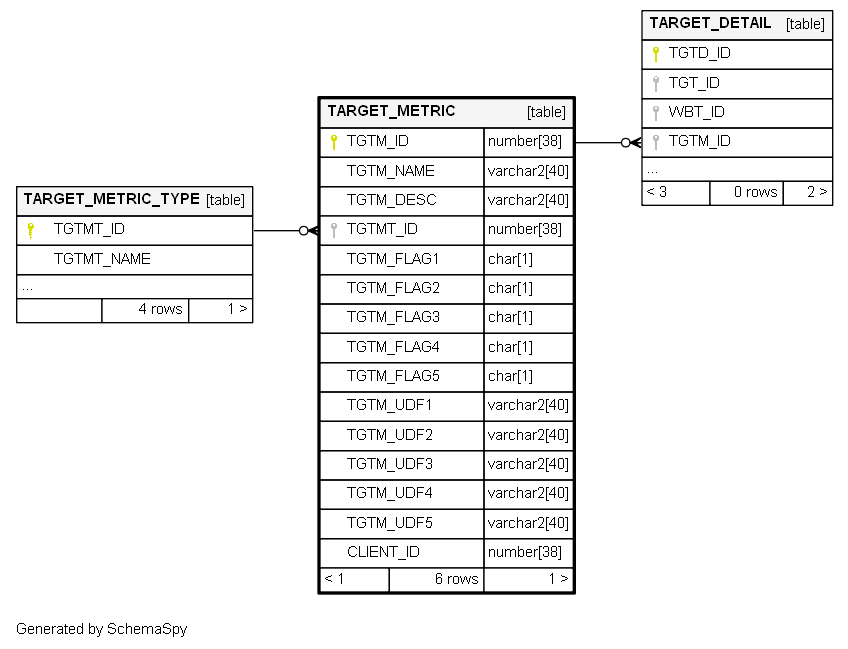 TARGET_DETAIL [table]
TGTD_ID
TGT_ID
WBT_ID
TGTM_ID
...
< 3 0 rows 2 >
TARGET_METRIC [table]
TGTM_ID number[38]
TGTM_NAME varchar2[40]
TGTM_DESC varchar2[40]
TGTMT_ID number[38]
TGTM_FLAG1 char[1]
TGTM_FLAG2 char[1]
TGTM_FLAG3 char[1]
TGTM_FLAG4 char[1]
TGTM_FLAG5 char[1]
TGTM_UDF1 varchar2[40]
TGTM_UDF2 varchar2[40]
TGTM_UDF3 varchar2[40]
TGTM_UDF4 varchar2[40]
TGTM_UDF5 varchar2[40]
CLIENT_ID number[38]
< 1 6 rows 1 >
TARGET_METRIC_TYPE [table]
TGTMT_ID
TGTMT_NAME
...
4 rows 1 >
Generated by SchemaSpy